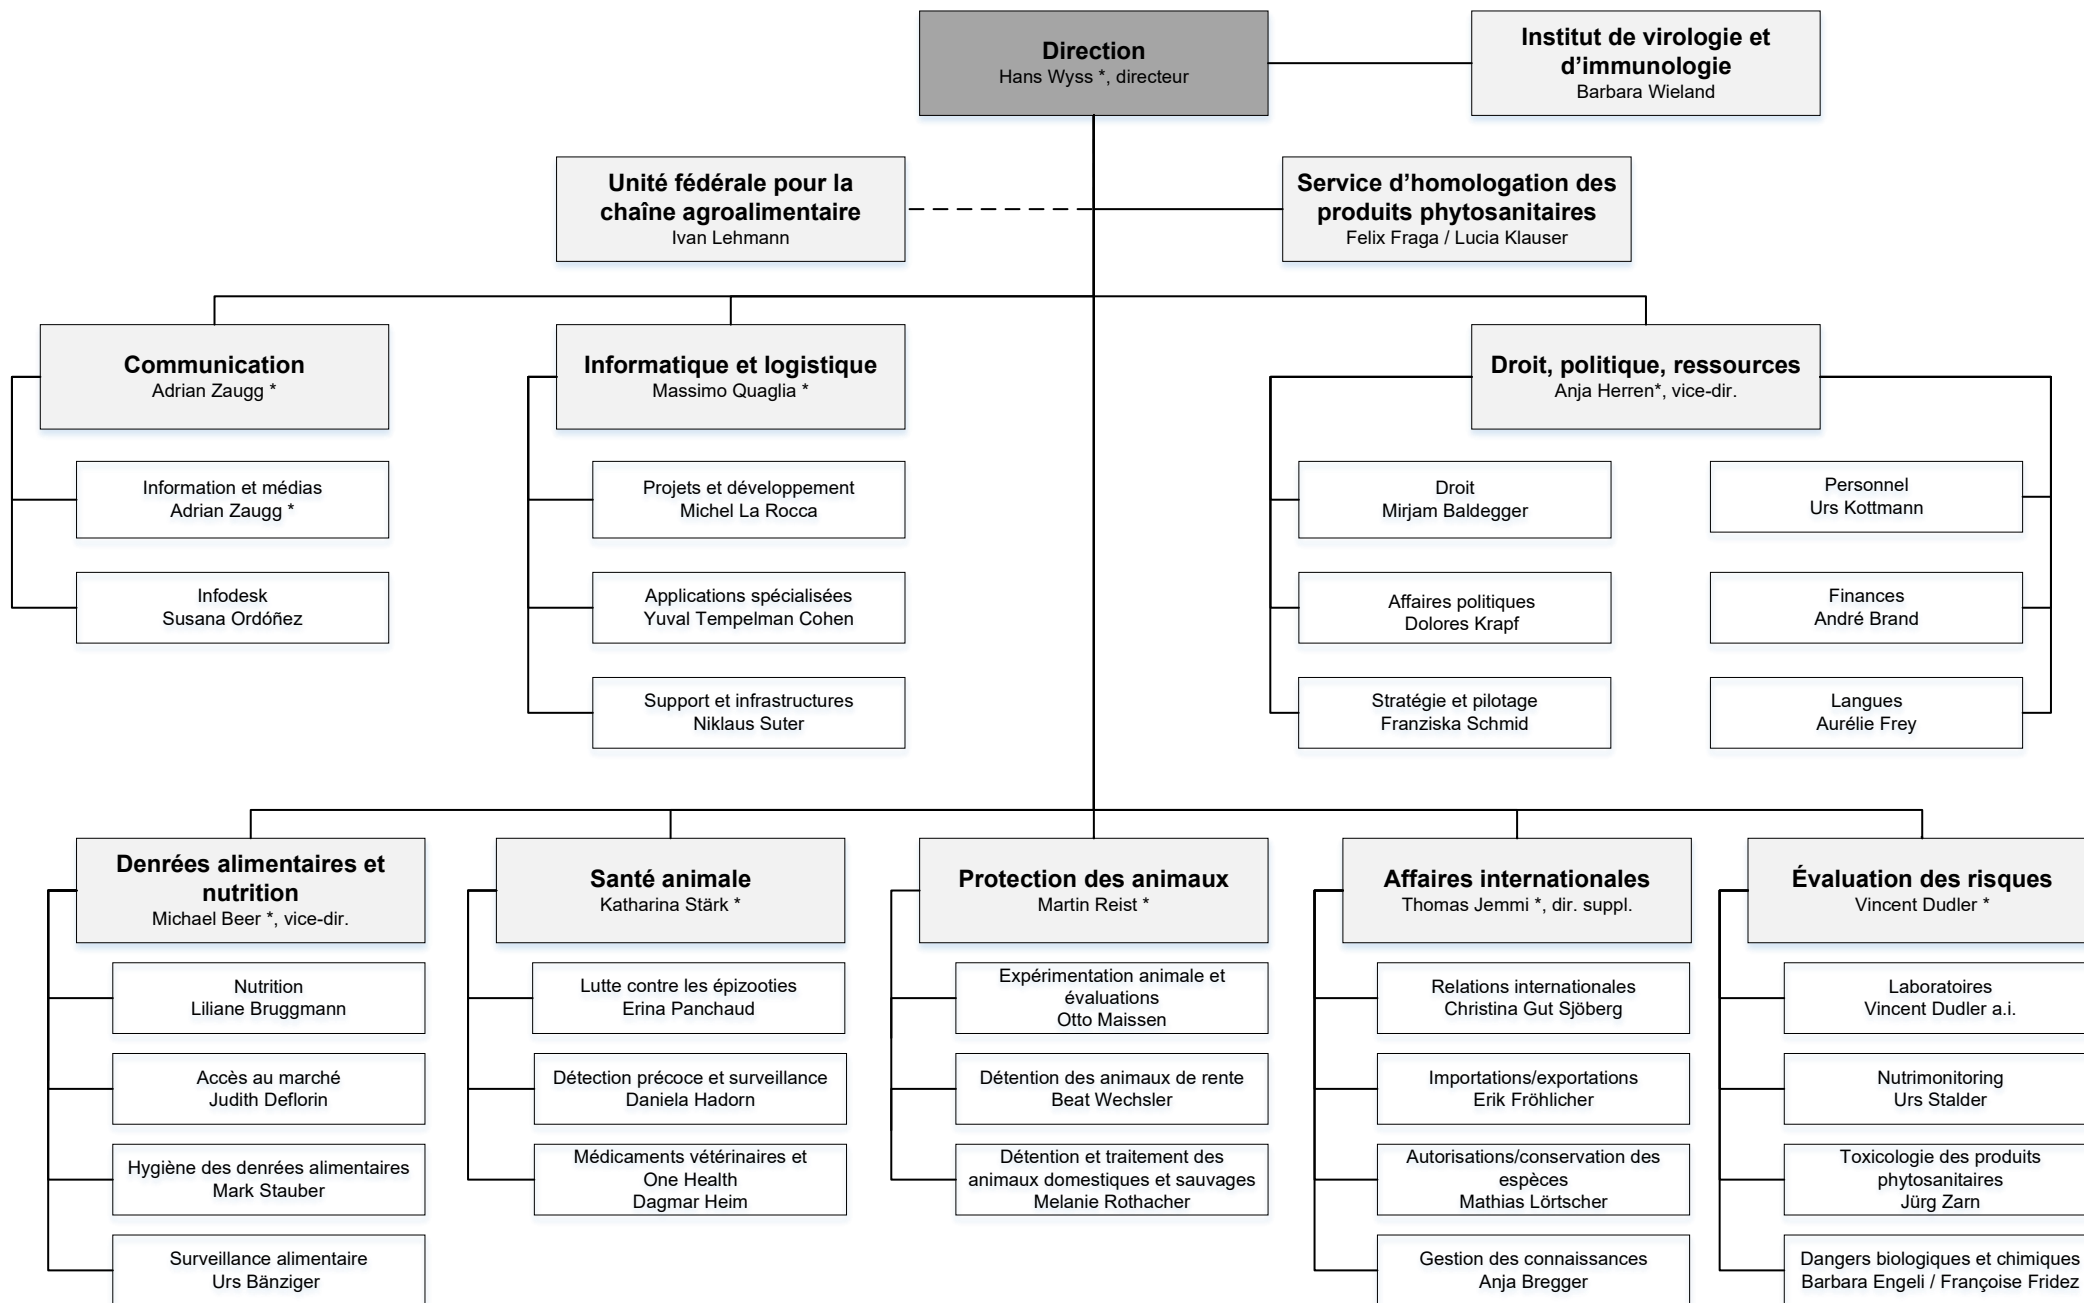 Direction
Hans Wyss *, directeur
Institut de virologie et
d’immunologie
Barbara Wieland
Unité fédérale pour la
chaîne agroalimentaire
Ivan Lehmann
Service d’homologation des
produits phytosanitaires
Felix Fraga / Lucia Klauser
Communication
Adrian Zaugg *
Information et médias
Adrian Zaugg *
Infodesk
Susana Ordóñez
Informatique et logistique
Massimo Quaglia *
Projets et développement
Michel La Rocca
Applications spécialisées
Yuval Tempelman Cohen
Support et infrastructures
Niklaus Suter
Droit, politique, ressources
Anja Herren*, vice-dir.
Droit
Mirjam Baldegger
Affaires politiques
Dolores Krapf
Stratégie et pilotage
Franziska Schmid
Personnel
Urs Kottmann
Finances
André Brand
Langues
Aurélie Frey
Denrées alimentaires et
nutrition
Michael Beer *, vice-dir.
Nutrition
Liliane Bruggmann
Accès au marché
Judith Deflorin
Hygiène des denrées alimentaires
Mark Stauber
Surveillance alimentaire
Urs Bänziger
Santé animale
Katharina Stärk *
Lutte contre les épizooties
Erina Panchaud
Détection précoce et surveillance
Daniela Hadorn
Médicaments vétérinaires et
One Health
Dagmar Heim
Protection des animaux
Martin Reist *
Expérimentation animale et
évaluations
Otto Maissen
Détention des animaux de rente
Beat Wechsler
Détention et traitement des
animaux domestiques et sauvages
Melanie Rothacher
Affaires internationales
Thomas Jemmi *, dir. suppl.
Relations internationales
Christina Gut Sjöberg
Importations/exportations
Erik Fröhlicher
Autorisations/conservation des
espèces
Mathias Lörtscher
Gestion des connaissances
Anja Bregger
Évaluation des risques
Vincent Dudler *
Laboratoires
Vincent Dudler a.i.
Nutrimonitoring
Urs Stalder
Toxicologie des produits
phytosanitaires
Jürg Zarn
Dangers biologiques et chimiques
Barbara Engeli / Françoise Fridez